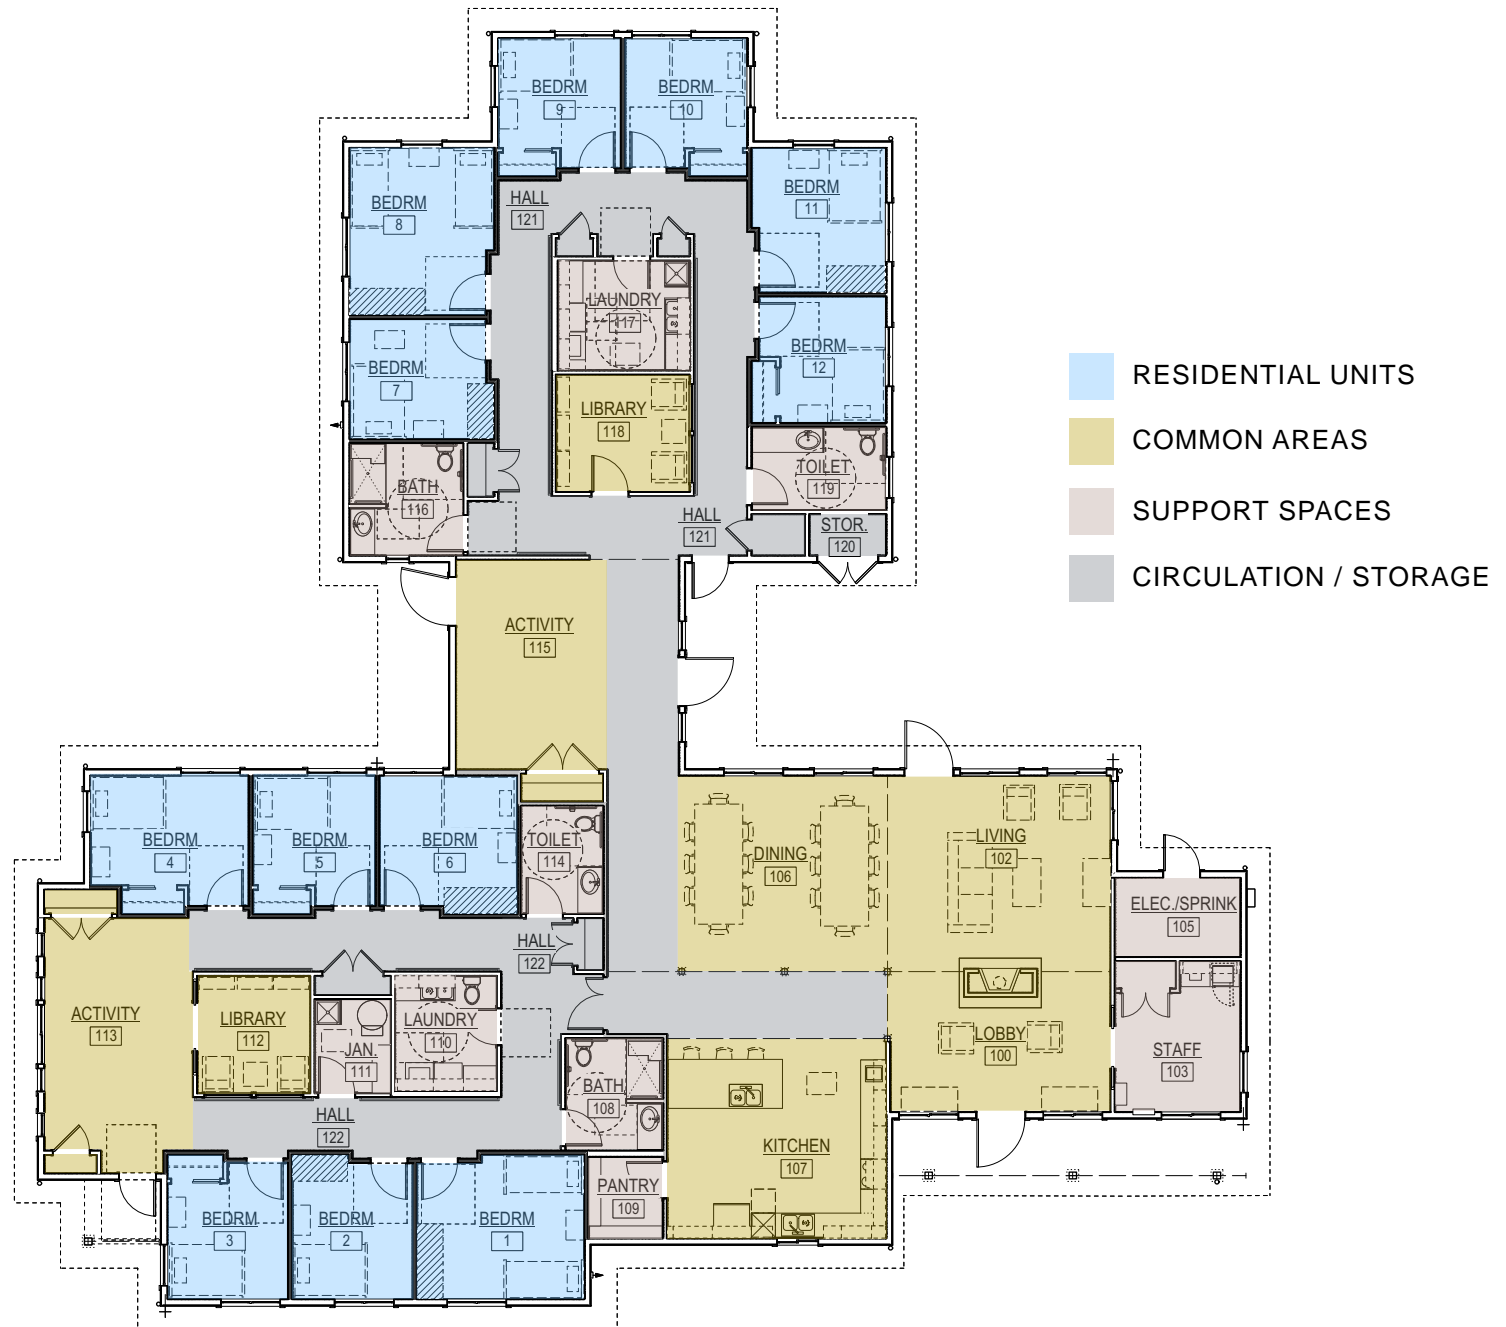 BEDRM
9
BEDRM
10
HALL
121
BEDRM
8
BEDRM
11
LAUNDRY
117
BEDRM
7
BEDRM
12
LIBRARY
118
BATH
116
TOILET
119
HALL
121
STOR.
120
RESIDENTIAL UNITS
COMMON AREAS
SUPPORT SPACES
CIRCULATION / STORAGE
ACTIVITY
115
BEDRM
4
BEDRM
5
BEDRM
6
TOILET
114
DINING
106
LIVING
102
ELEC./SPRINK
105
HALL
122
ACTIVITY
113
LIBRARY
112
JAN.
111
LAUNDRY
110
LOBBY
100
STAFF
103
BATH
108
HALL
122
KITCHEN
107
PANTRY
109
BEDRM
3
BEDRM
2
BEDRM
1